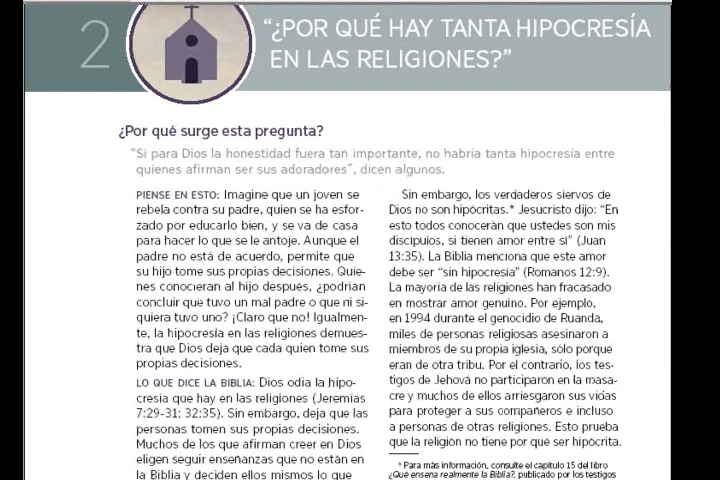 2
“¿POR QUÉ HAY TANTA HIPOCRESÍA
EN LAS RELIGIONES?”
¿Por qué surge esta pregunta?
“Si para Dios la honestidad fuera tan importante, no habría tanta hipocresía entre
quienes afirman ser sus adoradores”, dicen algunos.
PIENSE EN ESTO: Imagine que un joven se
rebela contra su padre, quien se ha esfor-
zado por educarlo bien, y se va de casa
para hacer lo que se le antoje. Aunque el
padre no está de acuerdo, permite que
su hijo tome sus propias decisiones. Quie-
nes conocieran al hijo después, ¿podrían
concluir que tuvo un mal padre o que ni si-
quiera tuvo uno? ¡Claro que no! Igualmen-
te, la hipocresía en las religiones demues-
tra que Dios deja que cada quien tome sus
propias decisiones.
LO QUE DICE LA BIBLIA: Dios odia la hipo-
cresía que hay en las religiones (Jeremías
7:29-31; 32:35). Sin embargo, deja que las
personas tomen sus propias decisiones.
Muchos de los que afirman creer en Dios
eligen seguir enseñanzas que no están en
la Biblia y deciden ellos mismos lo que
Sin embargo, los verdaderos siervos de
Dios no son hipócritas.* Jesucristo dijo: “En
esto todos conocerán que ustedes son mis
discípulos, si tienen amor entre sí” (Juan
13:35). La Biblia menciona que este amor
debe ser “sin hipocresía” (Romanos 12:9).
La mayoría de las religiones han fracasado
en mostrar amor genuino. Por ejemplo,
en 1994 durante el genocidio de Ruanda,
miles de personas religiosas asesinaron a
miembros de su propia iglesia, sólo porque
eran de otra tribu. Por el contrario, los tes-
tigos de Jehová no participaron en la masa-
cre y muchos de ellos arriesgaron sus vidas
para proteger a sus compañeros e incluso
a personas de otras religiones. Esto prueba
que la religión no tiene por qué ser hipócrita.
* Para más información, consulte el capítulo 15 del libro
¿Qué enseña realmente la Biblia?, publicado por los testigos